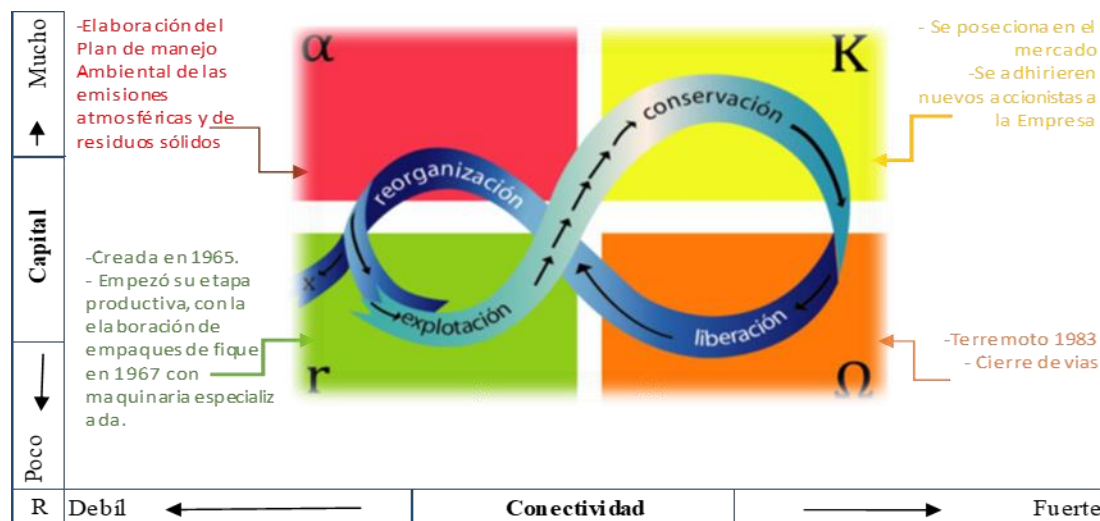 Mucho
Capital
Poco
-Elaboración del
Plan de manejo
Ambiental de las
emisiones
atmosféricas y de
residuos sólidos
α
K
- Se poseciona en el
mercado
-Se adhirieren
nuevos accionistas a
la Empresa
conservación
reorganización
x
explotación
liberación
-Creada en 1965.
- Empezó su etapa
productiva, con la
elaboración de
empaques de fique
en 1967 con
maquinaria especializ
ada.
r
Ω
-Terremoto 1983
- Cierre de vias
R
Debíl
Conectividad
Fuerte